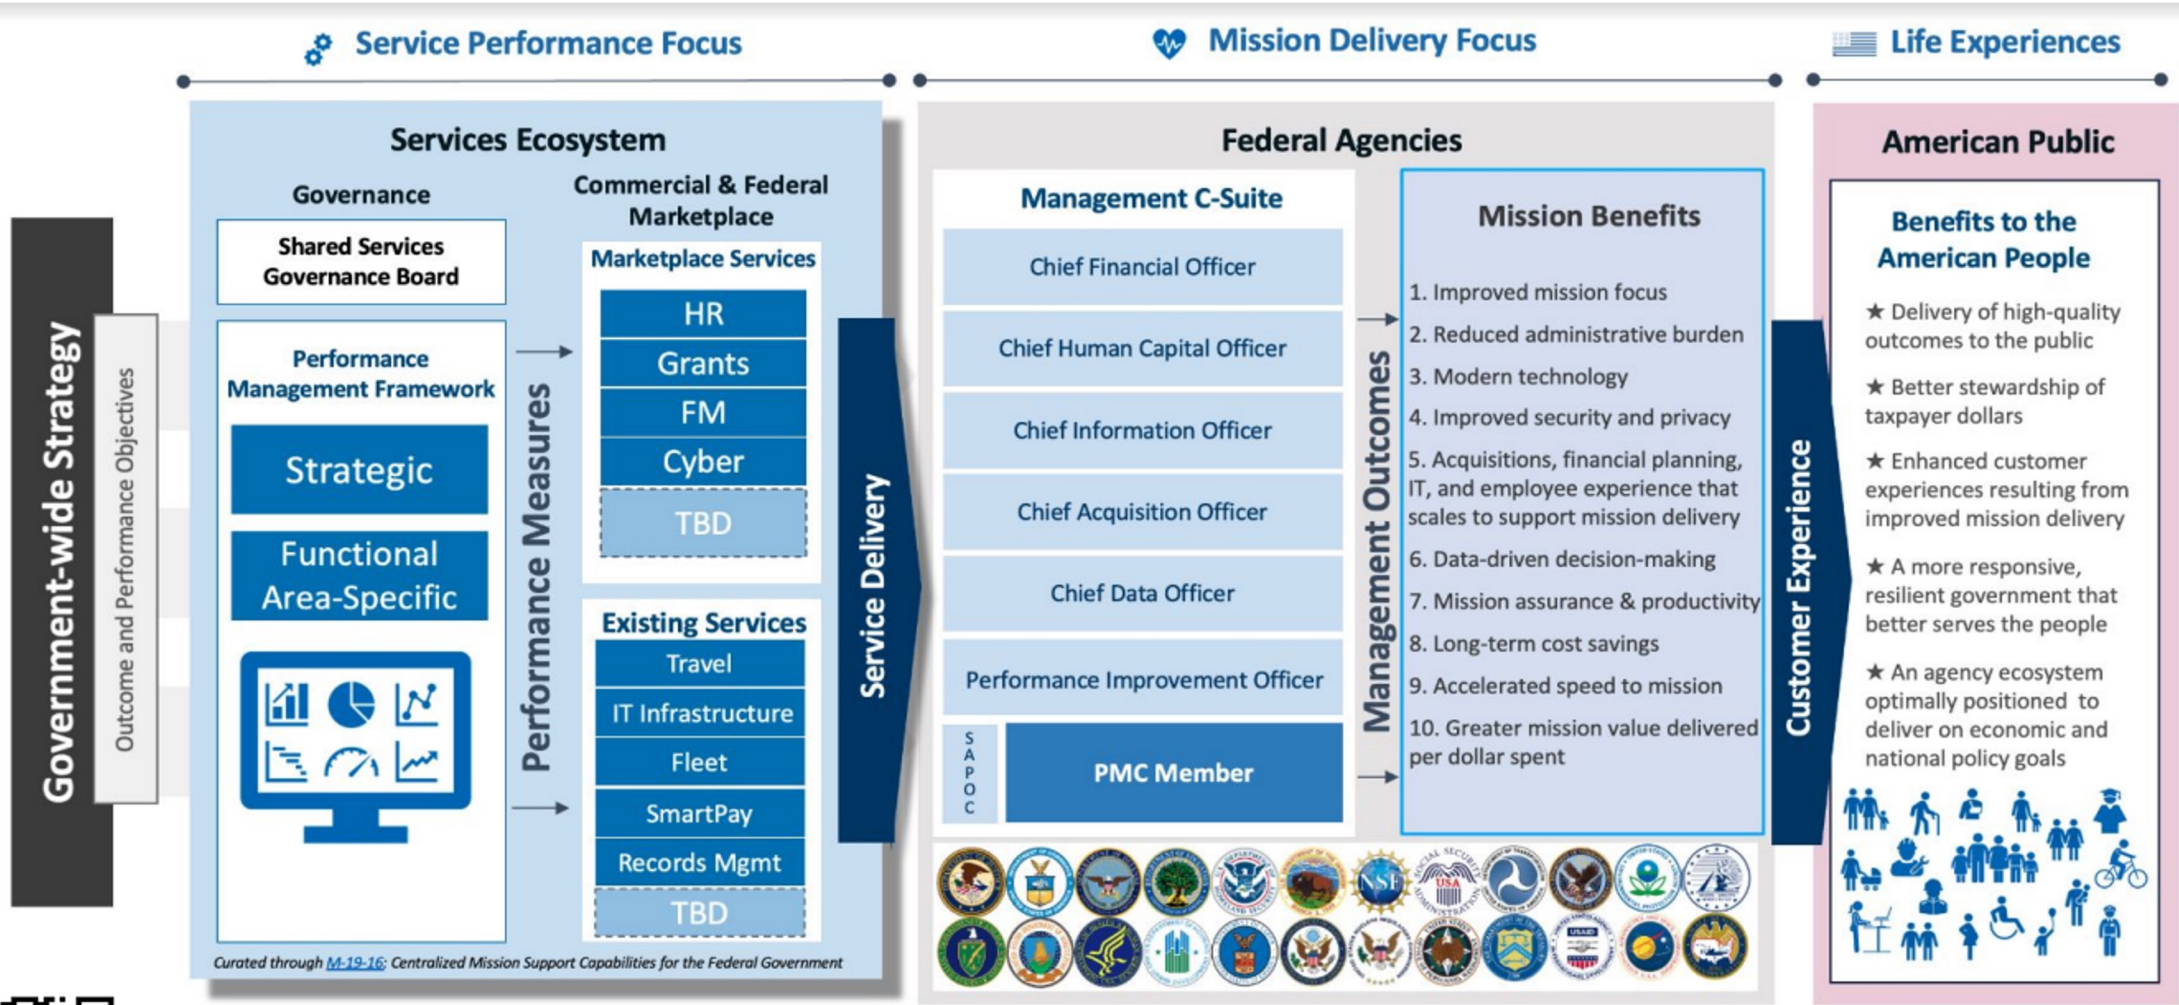 Service Performance Focus
Mission Delivery Focus
Life Experiences
Government-wide Strategy
Outcome and Performance Objectives
Services Ecosystem
Governance
Shared Services
Governance Board
Performance
Management Framework
Strategic
Functional
Area-Specific
Performance Measures
Commercial & Federal
Marketplace
Marketplace Services
HR
Grants
FM
Cyber
TBD
Existing Services
Travel
IT Infrastructure
Fleet
SmartPay
Records Mgmt
TBD
Curated through M-19-16; Centralized Mission Support Capabilities for the Federal Government
Service Delivery
Federal Agencies
Management C-Suite
Chief Financial Officer
Chief Human Capital Officer
Chief Information Officer
Chief Acquisition Officer
Chief Data Officer
Performance Improvement Officer
SAPOC
PMC Member
Management Outcomes
Mission Benefits
1. Improved mission focus
2. Reduced administrative burden
3. Modern technology
4. Improved security and privacy
5. Acquisitions, financial planning,
IT, and employee experience that
scales to support mission delivery
6. Data-driven decision-making
7. Mission assurance & productivity
8. Long-term cost savings
9. Accelerated speed to mission
10. Greater mission value delivered
per dollar spent
NSF
SOCIAL SECURITY
USA
ADMINISTRATION
USAID
Customer Experience
American Public
Benefits to the
American People
★ Delivery of high-quality
outcomes to the public
★ Better stewardship of
taxpayer dollars
★ Enhanced customer
experiences resulting from
improved mission delivery
★ A more responsive,
resilient government that
better serves the people
★ An agency ecosystem
optimally positioned to
deliver on economic and
national policy goals